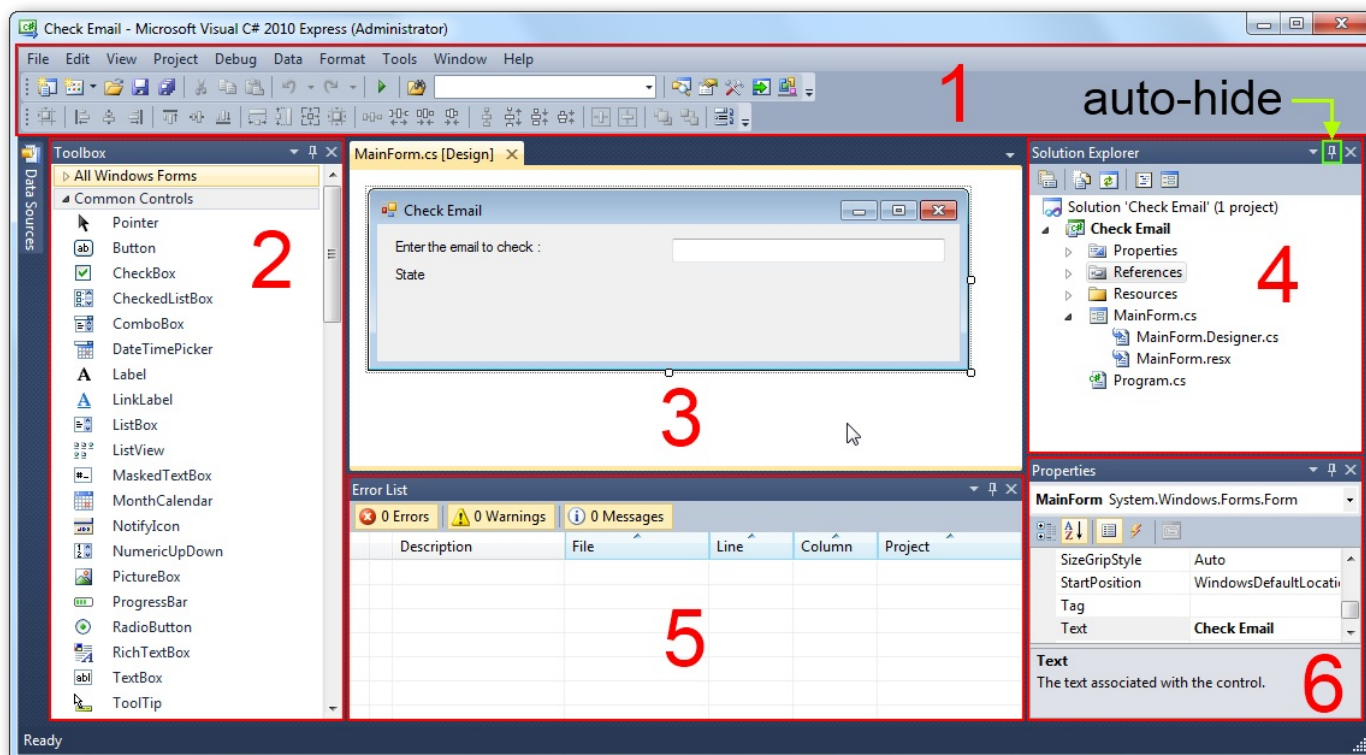 Check Email - Microsoft Visual C# 2010 Express (Administrator)
File Edit View Project Debug Data Format Tools Window Help
1
auto-hide
Data Sources
Toolbox
All Windows Forms
Common Controls
Pointer
Button
CheckBox
CheckedListBox
ComboBox
DateTimePicker
Label
LinkLabel
ListBox
ListView
MaskedTextBox
MonthCalendar
NotifyIcon
NumericUpDown
PictureBox
ProgressBar
RadioButton
RichTextBox
TextBox
ToolTip
2
MainForm.cs [Design]
Check Email
Enter the email to check :
State
3
Error List
0 Errors 0 Warnings 0 Messages
Description File Line Column Project
5
Solution Explorer
Solution 'Check Email' (1 project)
Check Email
Properties
References
Resources
MainForm.cs
MainForm.Designer.cs
MainForm.resx
Program.cs
4
Properties
MainForm System.Windows.Forms.Form
SizeGripStyle Auto
StartPosition WindowsDefaultLocati
Tag
Text Check Email
Text
The text associated with the control.
6
Ready